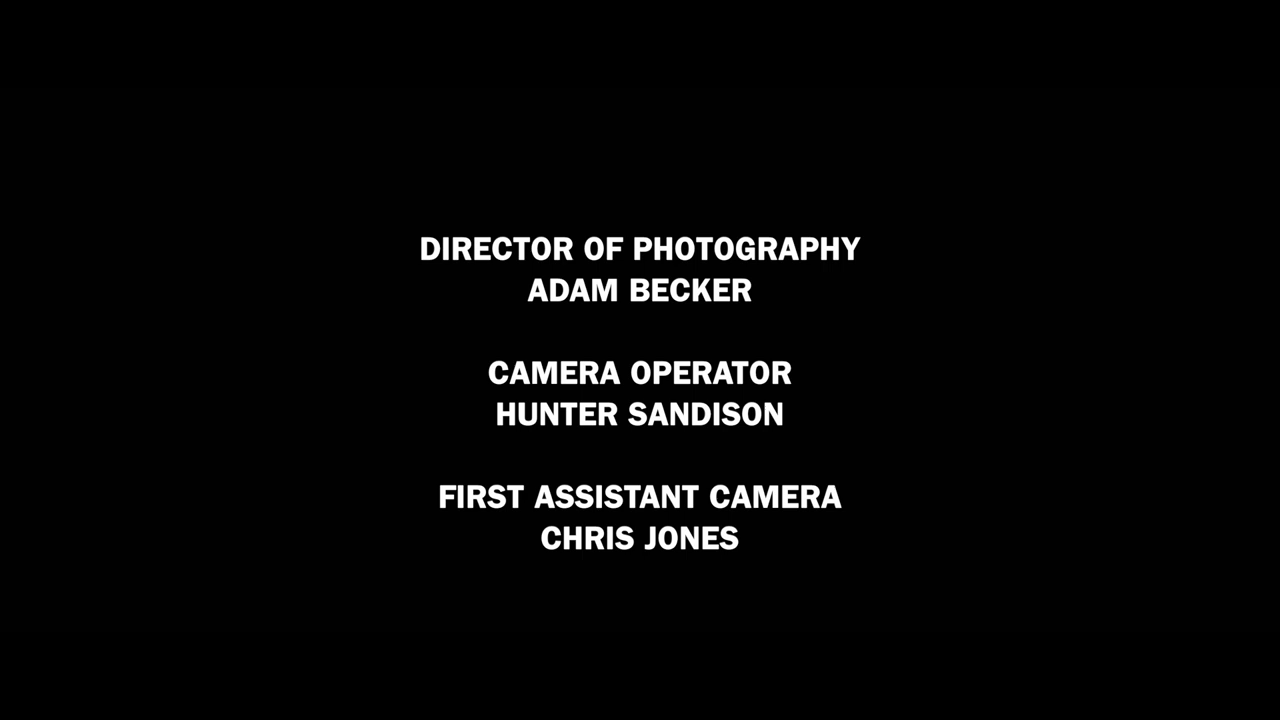 DIRECTOR OF PHOTOGRAPHY
ADAM BECKER
CAMERA OPERATOR
HUNTER SANDISON
FIRST ASSISTANT CAMERA
CHRIS JONES